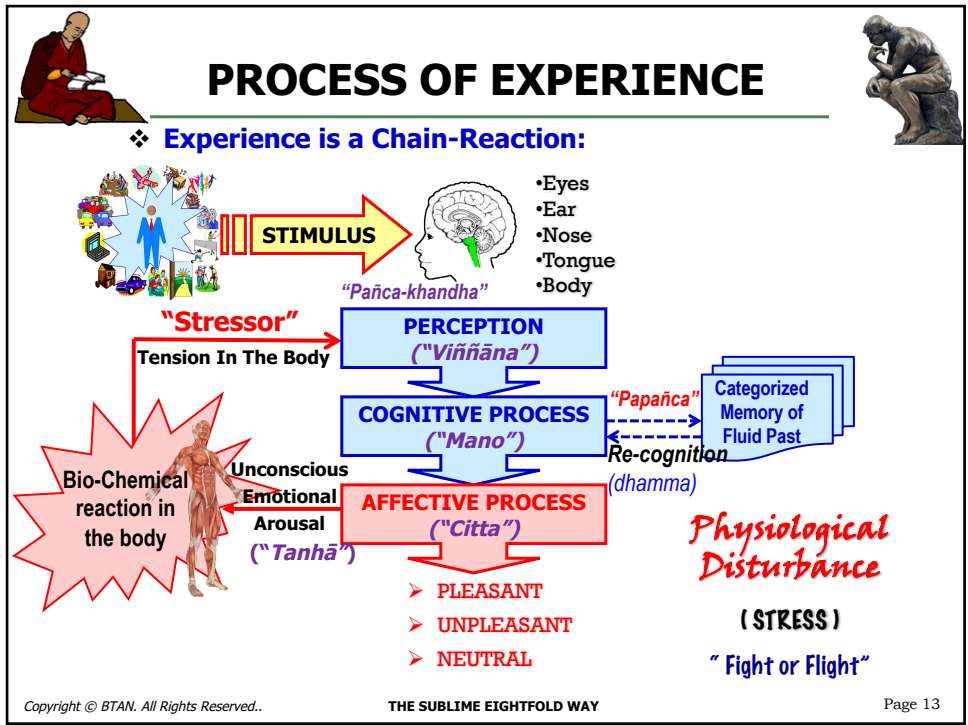 PROCESS OF EXPERIENCE
❖ Experience is a Chain-Reaction:
STIMULUS
•Eyes
•Ear
•Nose
•Tongue
•Body
“Pañca-khandha”
“Stressor”
Tension In The Body
PERCEPTION
(“Viññāna”)
COGNITIVE PROCESS
(“Mano”)
“Papañca”
Re-cognition
(dhamma)
Categorized
Memory of
Fluid Past
Bio-Chemical
reaction in
the body
Unconscious
Emotional
Arousal
(“Tanhā”)
AFFECTIVE PROCESS
(“Citta”)
➢ PLEASANT
➢ UNPLEASANT
➢ NEUTRAL
Physiological
Disturbance
( STRESS )
“ Fight or Flight”
Copyright © BTAN. All Rights Reserved..
THE SUBLIME EIGHTFOLD WAY
Page 13